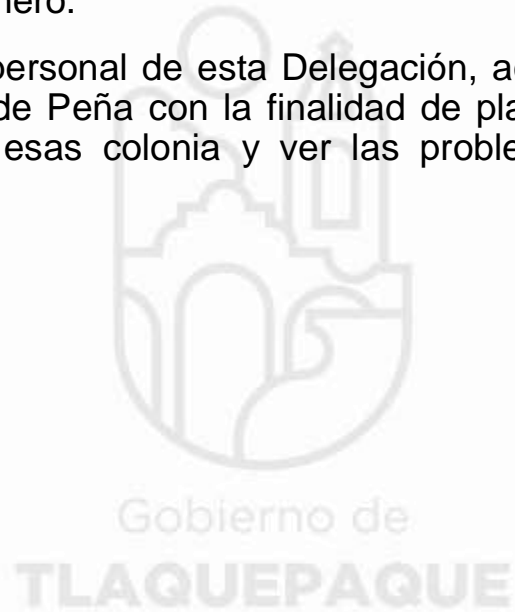 nero.
personal de esta Delegación, ac
de Peña con la finalidad de pla
esas colonia y ver las proble
Gobierno de
TLAQUEPAQUE